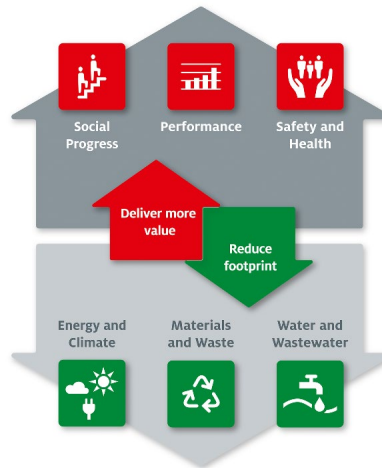 Social
Progress
Performance
Safety and
Health
Deliver more
value
Reduce
footprint
Energy and
Climate
Materials
and Waste
Water and
Wastewater